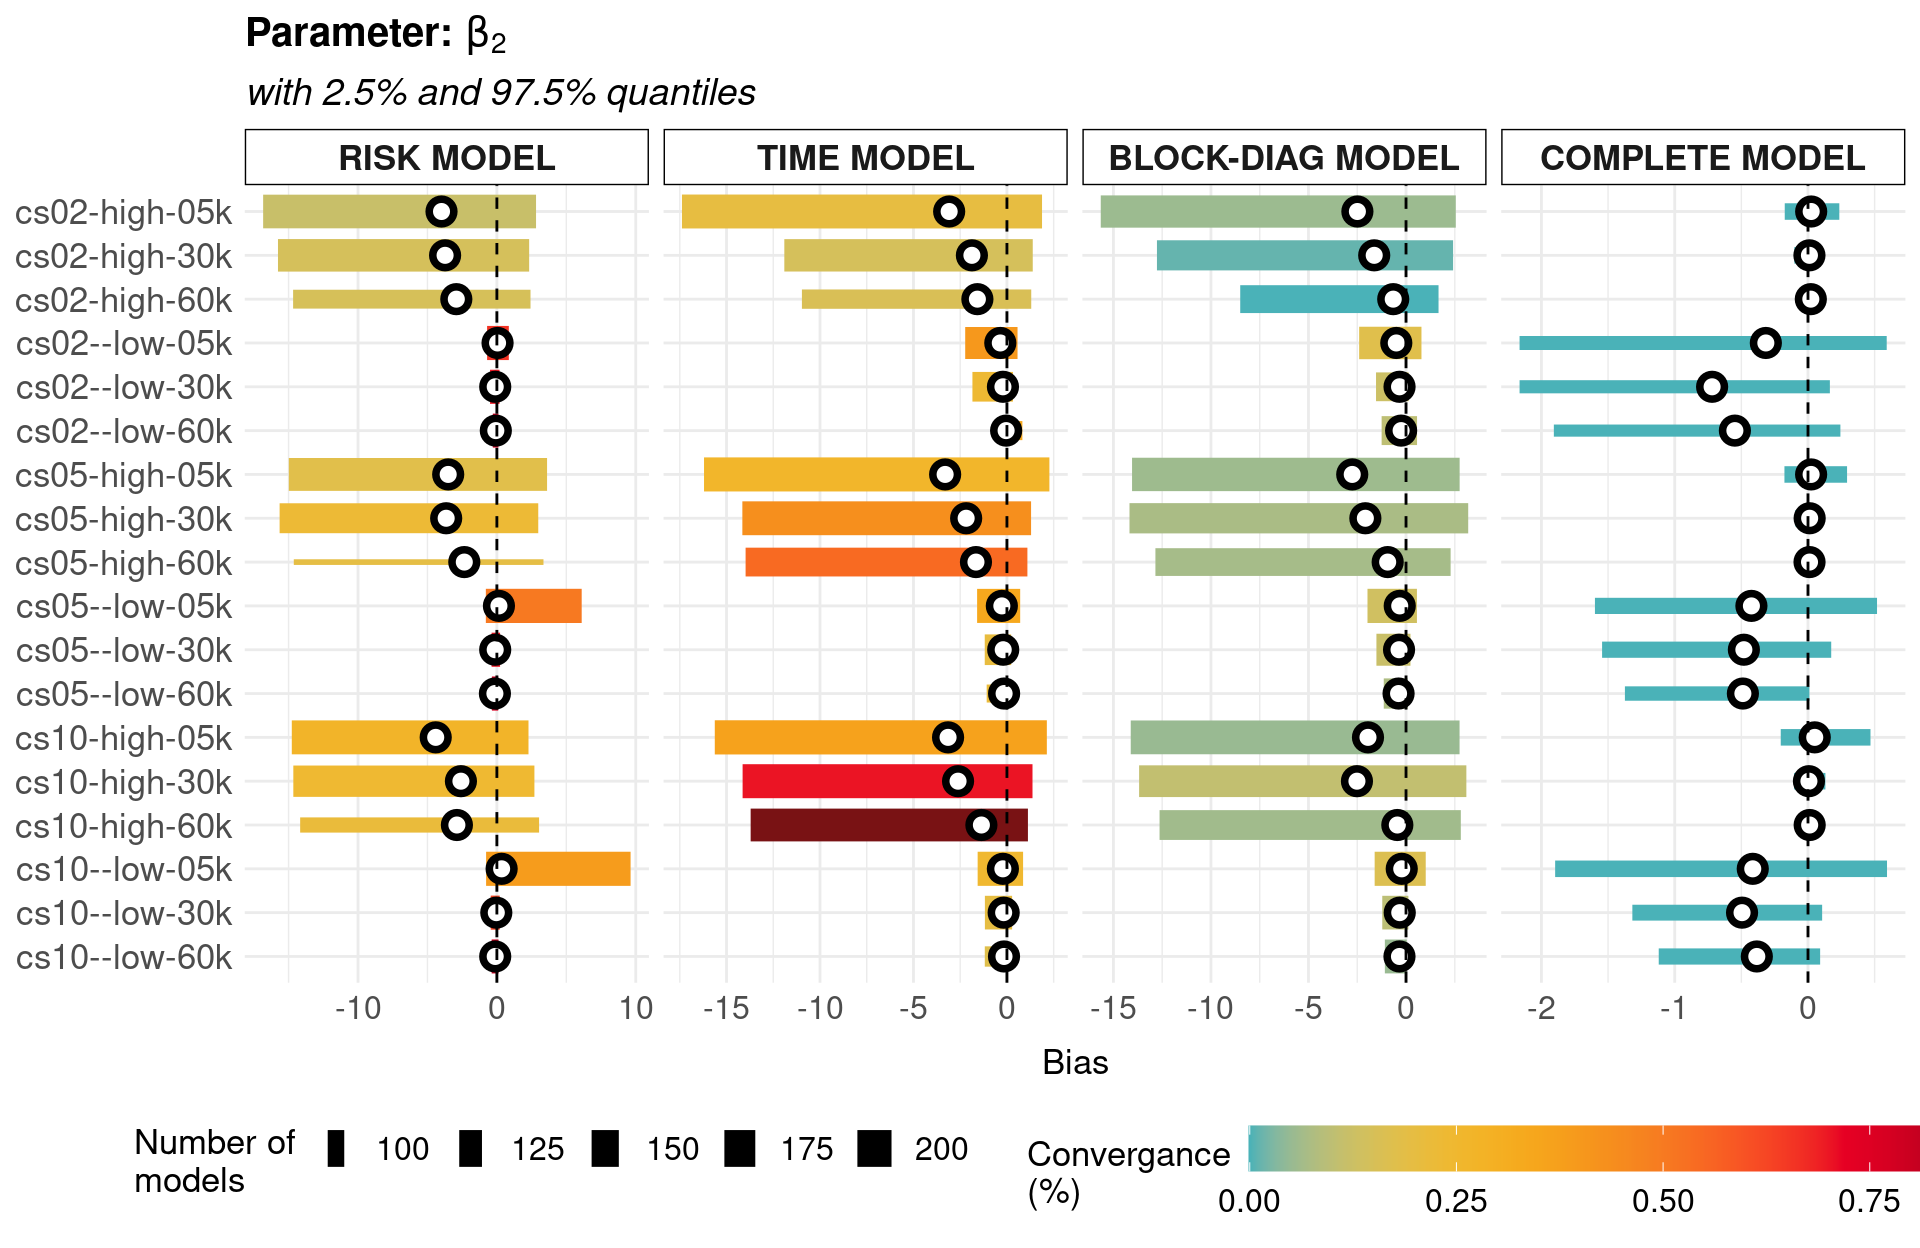 Parameter: β₂
with 2.5% and 97.5% quantiles
RISK MODEL TIME MODEL BLOCK-DIAG MODEL COMPLETE MODEL
cs02-high-05k
cs02-high-30k
cs02-high-60k
cs02--low-05k
cs02--low-30k
cs02--low-60k
cs05-high-05k
cs05-high-30k
cs05-high-60k
cs05--low-05k
cs05--low-30k
cs05--low-60k
cs10-high-05k
cs10-high-30k
cs10-high-60k
cs10--low-05k
cs10--low-30k
cs10--low-60k
-10 0 10 -15 -10 -5 0 -15 -10 -5 0 -2 -1 0
Bias
Number of models 100 125 150 175 200
Convergance (%) 0.00 0.25 0.50 0.75